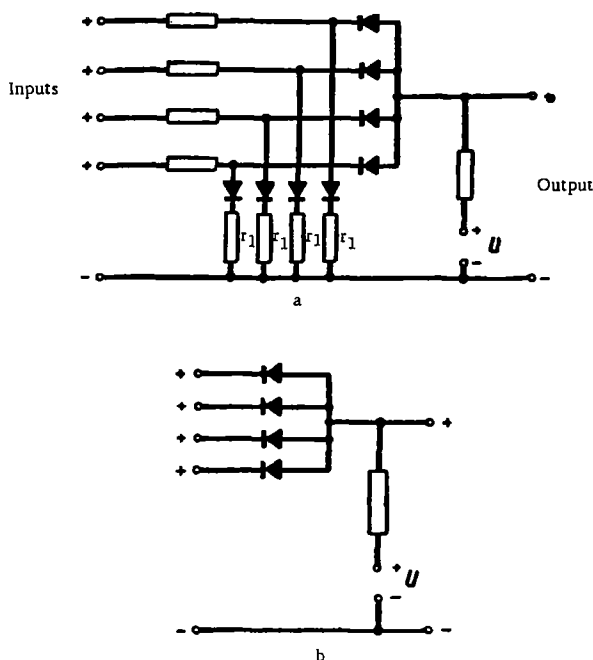 +
+
Inputs
+
+
Output
r1 r1 r1 r1
+
U
-
- -
a
+
+
+ +
+
+ U
-
- -
b